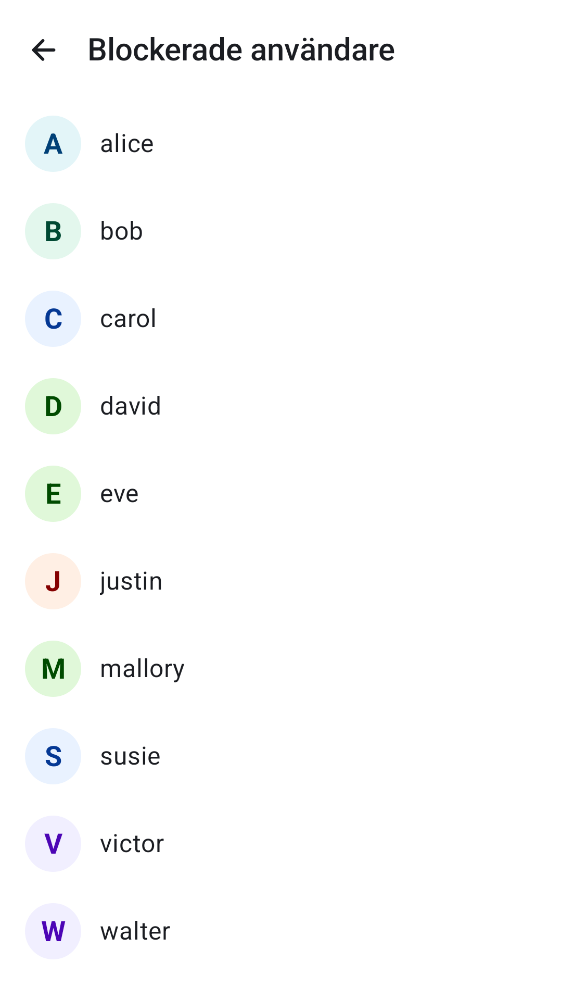 Blockerade användare
A alice
B bob
C carol
D david
E eve
J justin
M mallory
S susie
V victor
W walter